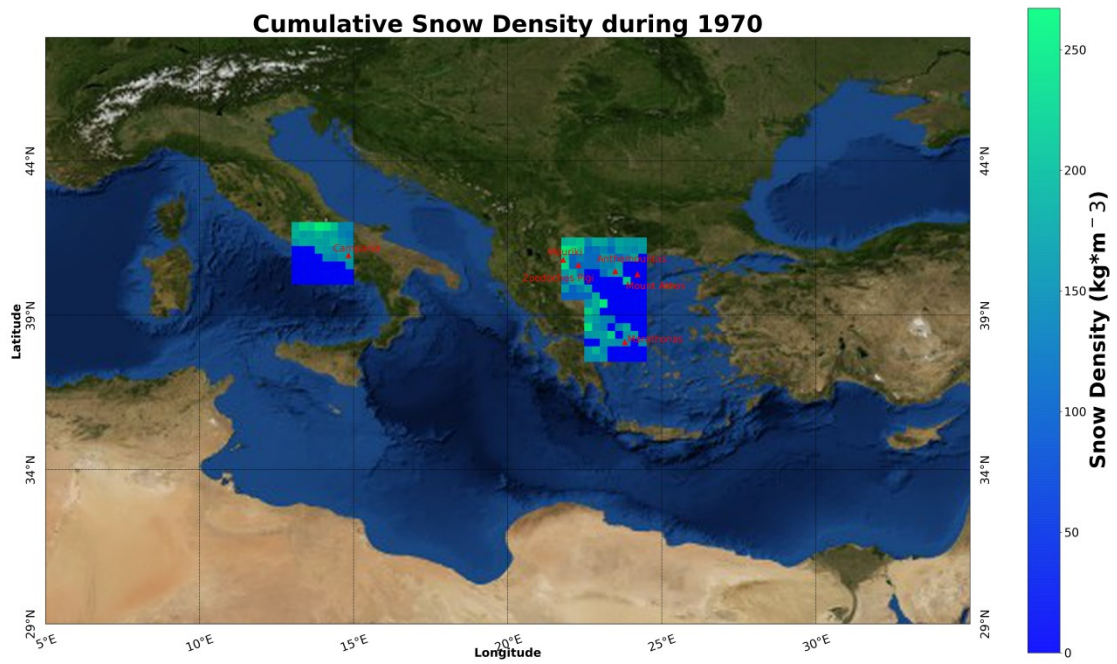 Cumulative Snow Density during 1970
44°N
39°N
34°N
29°N
5°E
10°E
15°E
20°E
25°E
30°E
Longitude
Latitude
44°N
39°N
34°N
29°N
250
200
150
100
50
0
Snow Density (kg*m⁻ 3)